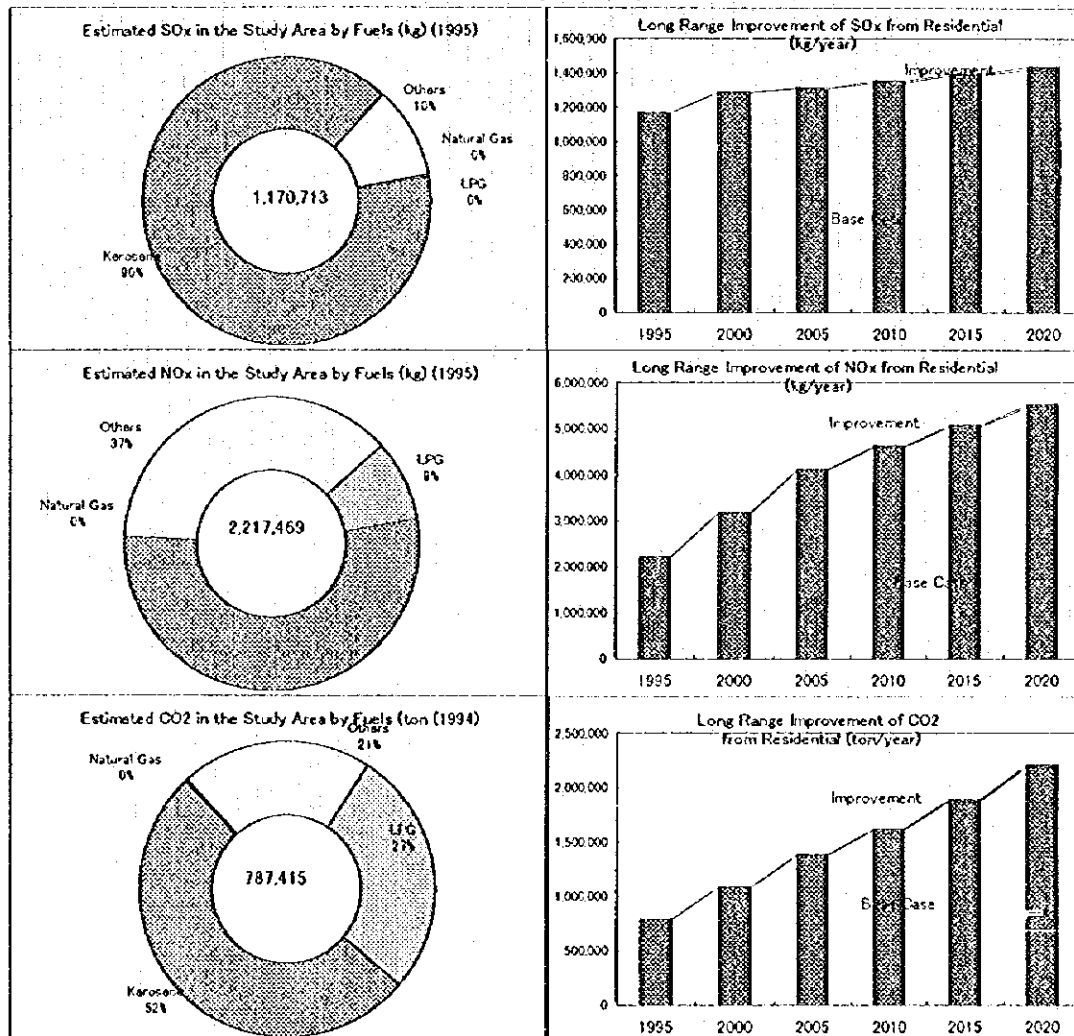 Estimated SOx in the Study Area by Fuels (kg) (1995)
Others
10%
Natural Gas
0%
LPG
0%
1,170,713
Kerosene
90%
Long Range Improvement of SOx from Residential
(kg/year)
1,600,000
1,400,000
1,200,000
1,000,000
800,000
600,000
400,000
200,000
0
Improvement
Base Case
1995 2000 2005 2010 2015 2020
Estimated NOx in the Study Area by Fuels (kg) (1995)
Others
37%
LPG
Natural Gas
0%
2,217,469
Long Range Improvement of NOx from Residential
(kg/year)
6,000,000
5,000,000
4,000,000
3,000,000
2,000,000
1,000,000
0
Improvement
Base Case
1995 2000 2005 2010 2015 2020
Estimated CO2 in the Study Area by Fuels (ton (1994)
Others
21%
Natural Gas
0%
LPG
27%
787,415
Kerosene
52%
Long Range Improvement of CO2
from Residential (ton/year)
2,500,000
2,000,000
1,500,000
1,000,000
500,000
0
Improvement
Base Case
1995 2000 2005 2010 2015 2020